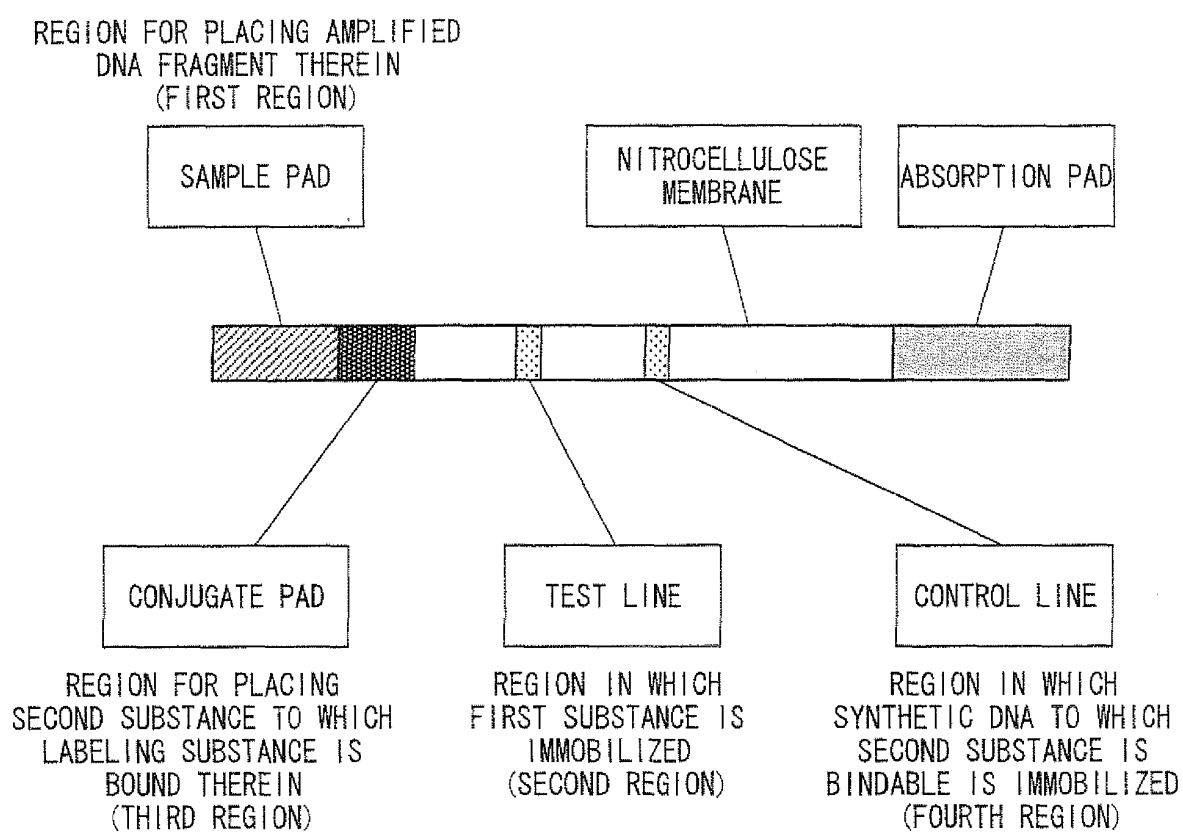 REGION FOR PLACING AMPLIFIED
DNA FRAGMENT THEREIN
(FIRST REGION)
SAMPLE PAD
NITROCELLULOSE
MEMBRANE
ABSORPTION PAD
CONJUGATE PAD
TEST LINE
CONTROL LINE
REGION FOR PLACING
SECOND SUBSTANCE TO WHICH
LABELING SUBSTANCE IS
BOUND THEREIN
(THIRD REGION)
REGION IN WHICH
FIRST SUBSTANCE IS
IMMOBILIZED
(SECOND REGION)
REGION IN WHICH
SYNTHETIC DNA TO WHICH
SECOND SUBSTANCE IS
BINDABLE IS IMMOBILIZED
(FOURTH REGION)